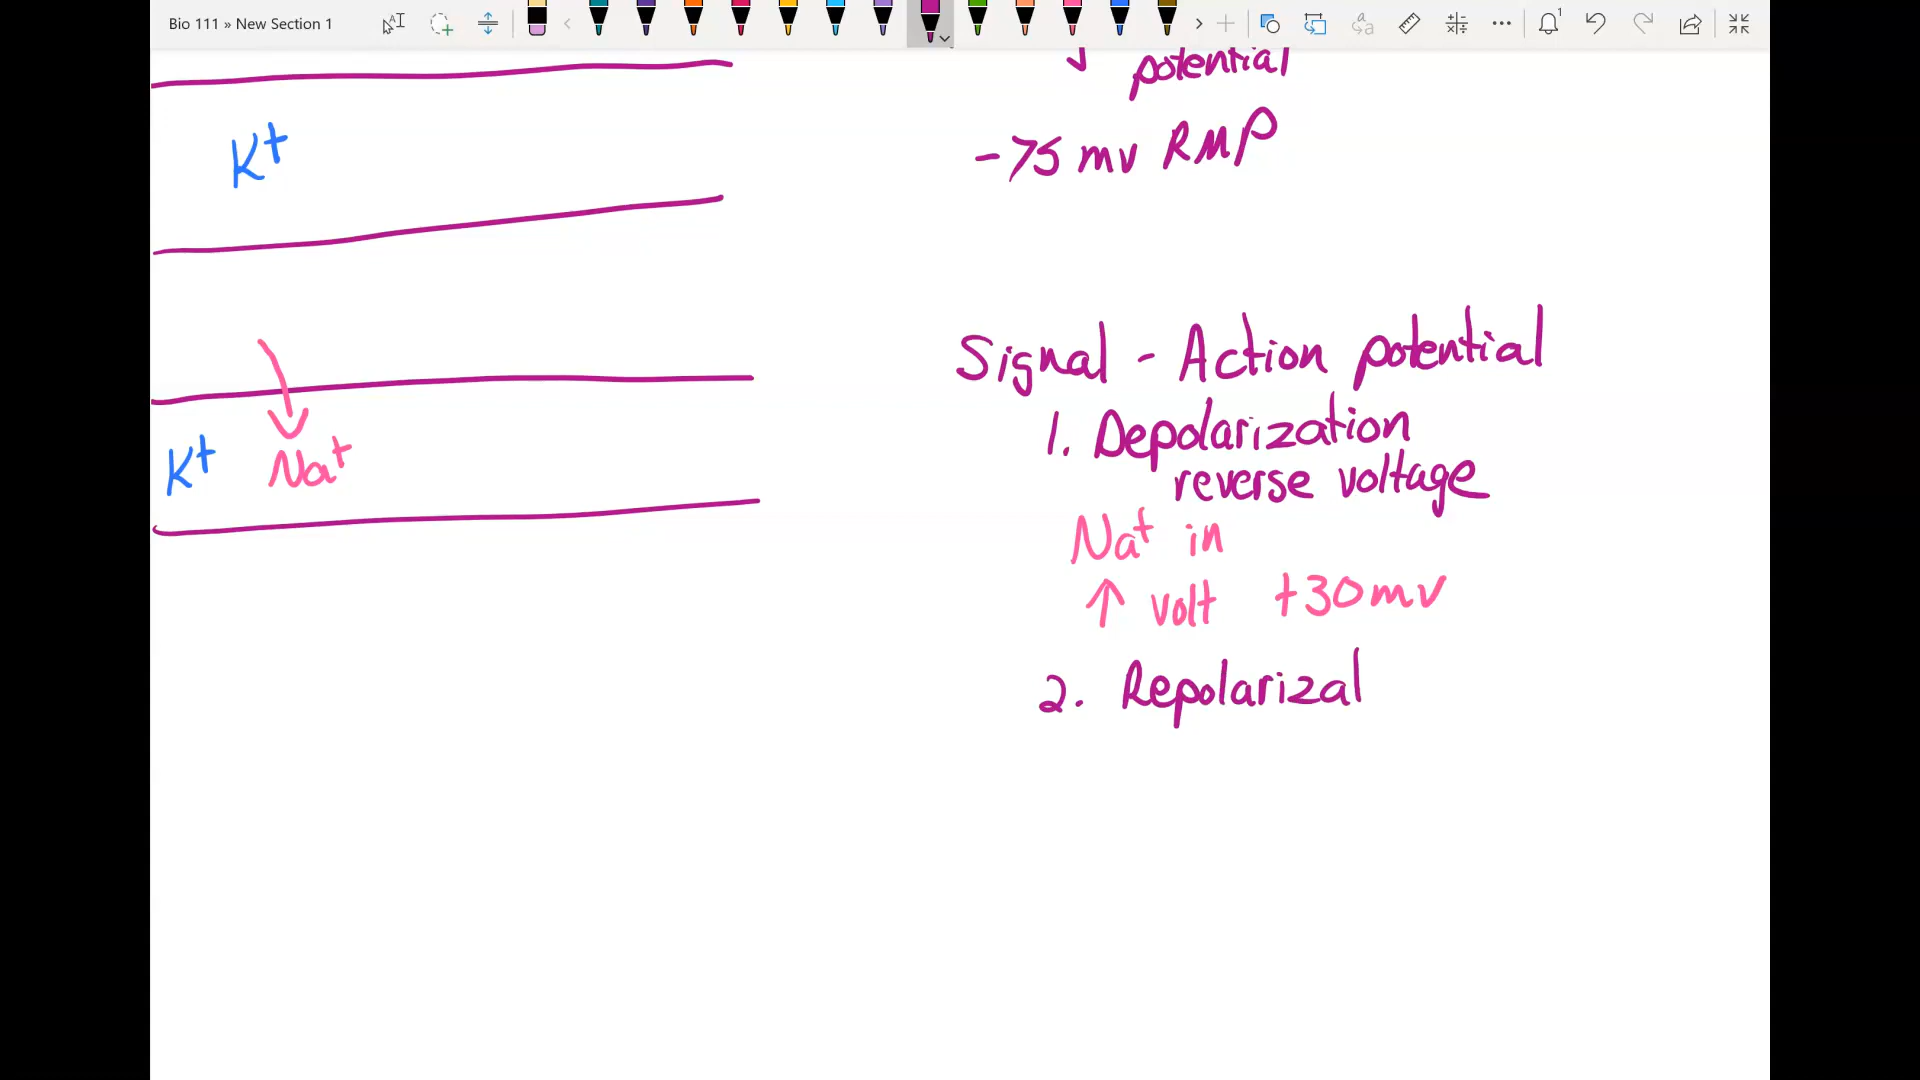 Bio 111 » New Section 1
1
potential
K+
-75 mv RMP
Signal - Action potential
1. Depolarization
reverse voltage
K+ Na+
Na+ in
↑ volt +30mv
2. Repolarizal